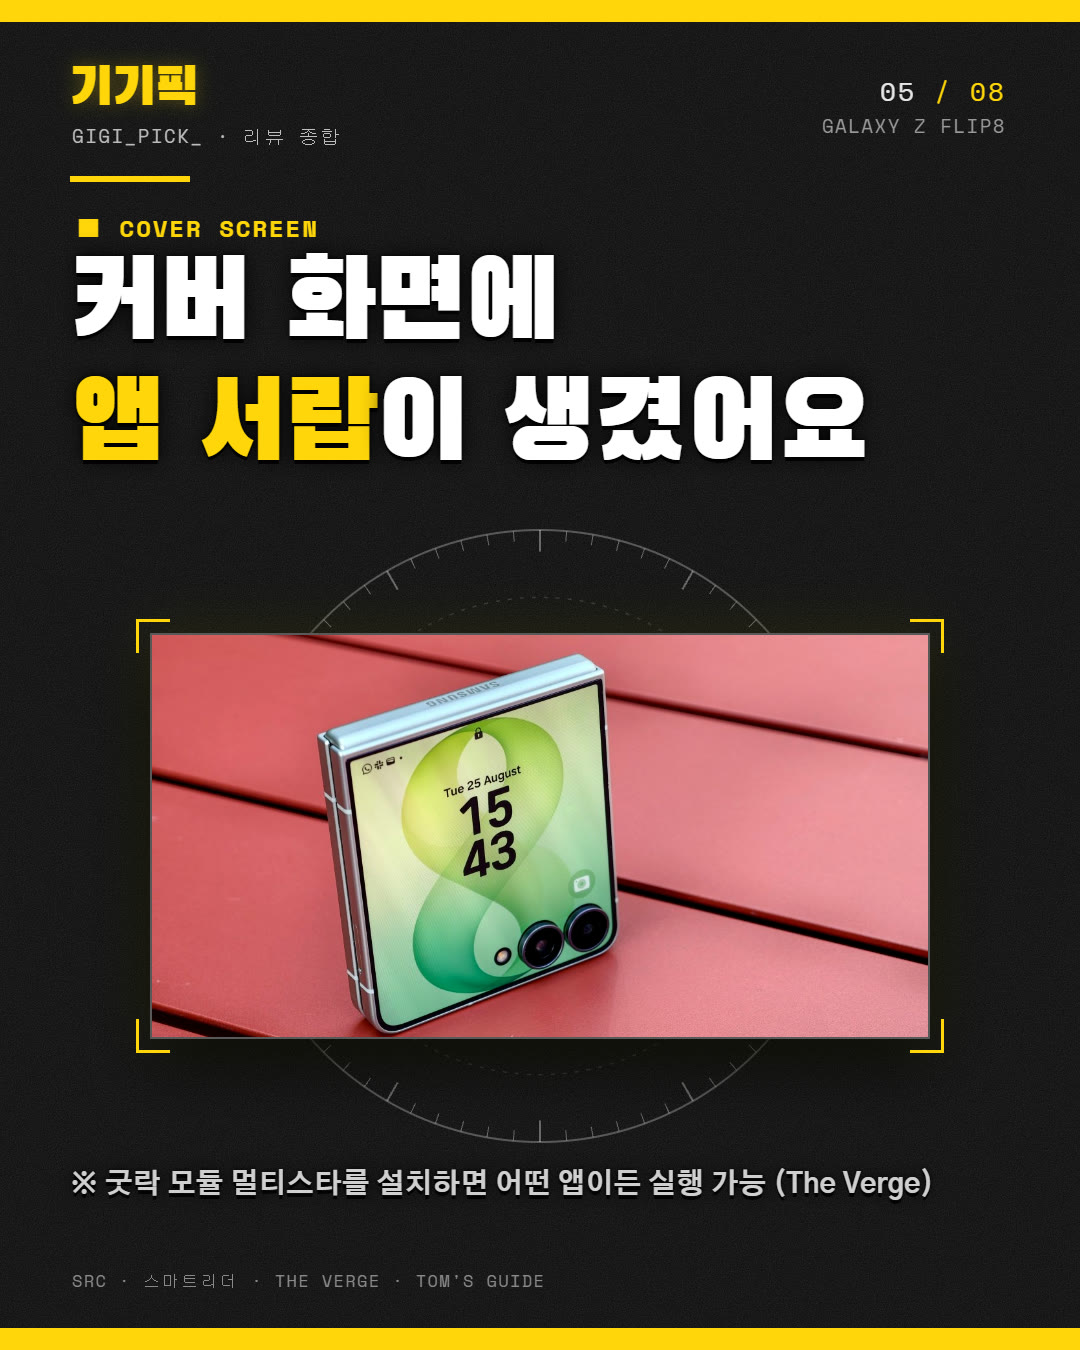 기기픽
GIGI_PICK_ · 리뷰 종합
05 / 08
GALAXY Z FLIP8
■ COVER SCREEN
커버 화면에
앱 서랍이 생겼어요
SAMSUNG
Tue 25 August
15
43
※ 굿락 모듈 멀티스타를 설치하면 어떤 앱이든 실행 가능 (The Verge)
SRC · 스마트리더 · THE VERGE · TOM'S GUIDE